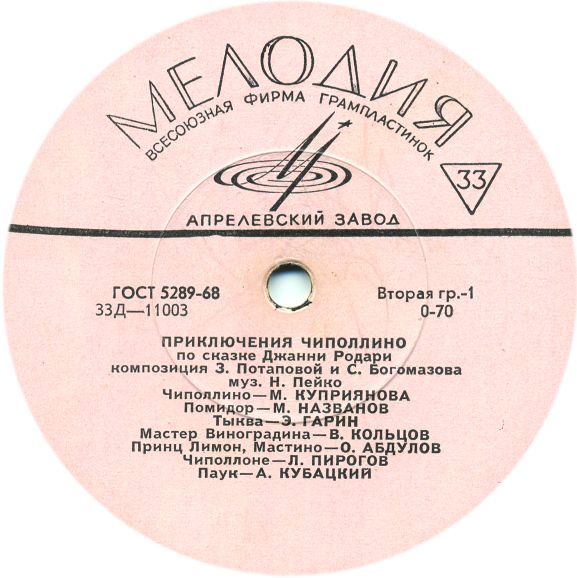 МЕЛОДИЯ
ВСЕСОЮЗНАЯ ФИРМА ГРАМПЛАСТИНОК
33
АПРЕЛЕВСКИЙ ЗАВОД
ГОСТ 5289-68
Вторая гр.-1
33Д—11003
0-70
ПРИКЛЮЧЕНИЯ ЧИПОЛЛИНО
по сказке Джанни Родари
композиция З. Потаповой и С. Богомазова
муз. Н. Пейко
Чиполлино—М. КУПРИЯНОВА
Помидор—М. НАЗВАНОВ
Тыква—Э. ГАРИН
Мастер Виноградина—В. КОЛЬЦОВ
Принц Лимон, Мастино—О. АБДУЛОВ
Чиполлоне—Л. ПИРОГОВ
Паук—А. КУБАЦКИЙ